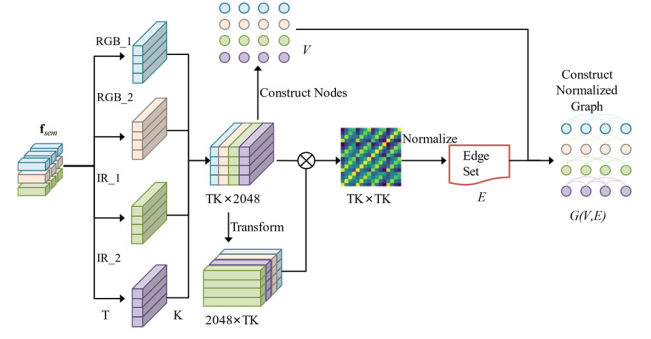 RGB_1
RGB_2
f_sem
IR_1
IR_2
T
K
V
Construct Nodes
TK×2048
Transform
2048×TK
Normalize
TK×TK
Edge
Set
E
Construct
Normalized
Graph
G(V,E)